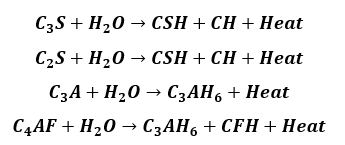 C₃S + H₂O → CSH + CH + Heat
C₂S + H₂O → CSH + CH + Heat
C₃A + H₂O → C₃AH₆ + Heat
C₄AF + H₂O → C₃AH₆ + CFH + Heat